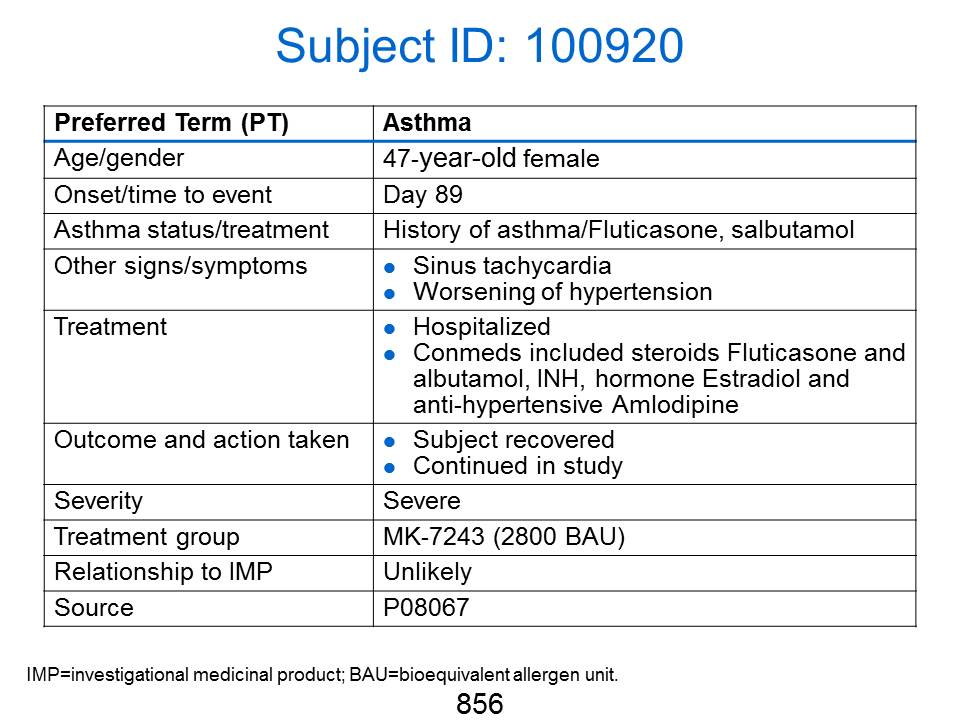 Subject ID: 100920
Preferred Term (PT) Asthma
Age/gender 47-year-old female
Onset/time to event Day 89
Asthma status/treatment History of asthma/Fluticasone, salbutamol
Other signs/symptoms ● Sinus tachycardia
● Worsening of hypertension
Treatment ● Hospitalized
● Conmeds included steroids Fluticasone and
albutamol, INH, hormone Estradiol and
anti-hypertensive Amlodipine
Outcome and action taken ● Subject recovered
● Continued in study
Severity Severe
Treatment group MK-7243 (2800 BAU)
Relationship to IMP Unlikely
Source P08067
IMP=investigational medicinal product; BAU=bioequivalent allergen unit.
856